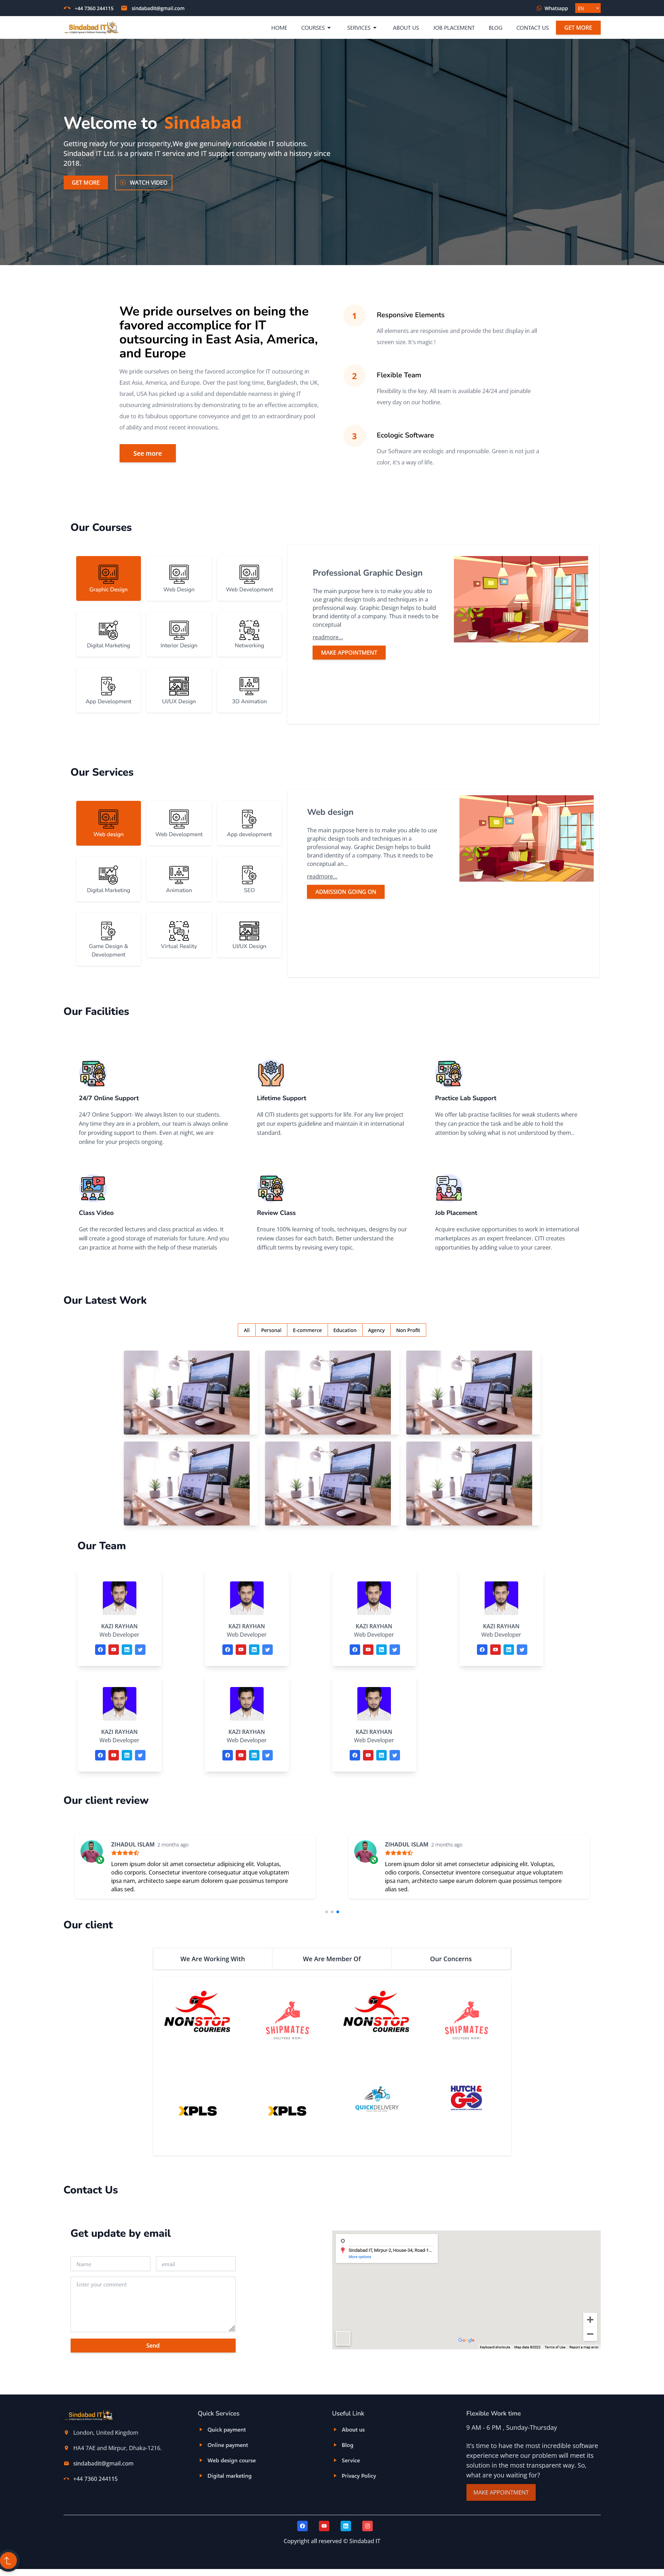 +44 7360 244115 sindabadit@gmail.com Whatsapp EN
Sindabad IT HOME COURSES SERVICES ABOUT US JOB PLACEMENT BLOG CONTACT US GET MORE
Welcome to Sindabad
Getting ready for your prosperity,We give genuinely noticeable IT solutions.
Sindabad IT Ltd. is a private IT service and IT support company with a history since
2018.
GET MORE WATCH VIDEO
We pride ourselves on being the
favored accomplice for IT
outsourcing in East Asia, America,
and Europe
We pride ourselves on being the favored accomplice for IT outsourcing in
East Asia, America, and Europe. Over the past long time, Bangladesh, the UK,
Israel, USA has picked up a solid and dependable nearness in giving IT
outsourcing administrations by demonstrating to be an effective accomplice,
due to its fabulous opportune conveyance and get to an extraordinary pool
of ability and most recent innovations.
See more
1 Responsive Elements
All elements are responsive and provide the best display in all
screen size. It's magic !
2 Flexible Team
Flexibility is the key. All team is available 24/24 and joinable
every day on our hotline.
3 Ecologic Software
Our Software are ecologic and responsable. Green is not just a
color, it's a way of life.
Our Courses
Graphic Design Web Design Web Development
Digital Marketing Interior Design Networking
App Development UI/UX Design 3D Animation
Professional Graphic Design
The main purpose here is to make you able to
use graphic design tools and techniques in a
professional way. Graphic Design helps to build
brand identity of a company. Thus it needs to be
conceptual
readmore...
MAKE APPOINTMENT
Our Services
Web design Web Development App development
Digital Marketing Animation SEO
Game Design &
Development
Virtual Reality UI/UX Design
Web design
The main purpose here is to make you able to use
graphic design tools and techniques in a
professional way. Graphic Design helps to build
brand identity of a company. Thus it needs to be
conceptual an...
readmore...
ADMISSION GOING ON
Our Facilities
24/7 Online Support
24/7 Online Support- We always listen to our students.
Any time they are in a problem, our team is always online
for providing support to them. Even at night, we are
online for your projects ongoing.
Lifetime Support
All CITI students get supports for life. For any live project
get our experts guideline and maintain it in international
standard.
Practice Lab Support
We offer lab practise facilities for weak students where
they can practice the task and be able to hold the
attention by solving what is not understood by them..
Class Video
Get the recorded lectures and class practical as video. It
will create a good storage of materials for future. And you
can practice at home with the help of these materials
Review Class
Ensure 100% learning of tools, techniques, designs by our
review classes for each batch. Better understand the
difficult terms by revising every topic.
Job Placement
Acquire exclusive opportunities to work in international
marketplaces as an expert freelancer. CITI creates
opportunities by adding value to your career.
Our Latest Work
All Personal E-commerce Education Agency Non Profit
Our Team
KAZI RAYHAN KAZI RAYHAN KAZI RAYHAN KAZI RAYHAN
Web Developer Web Developer Web Developer Web Developer
KAZI RAYHAN KAZI RAYHAN KAZI RAYHAN
Web Developer Web Developer Web Developer
Our client review
ZIHADUL ISLAM 2 months ago
Lorem ipsum dolor sit amet consectetur adipisicing elit. Voluptas,
odio corporis. Consectetur inventore consequatur atque voluptatem
ipsa nam, architecto saepe earum dolorem quae possimus tempore
alias sed.
ZIHADUL ISLAM 2 months ago
Lorem ipsum dolor sit amet consectetur adipisicing elit. Voluptas,
odio corporis. Consectetur inventore consequatur atque voluptatem
ipsa nam, architecto saepe earum dolorem quae possimus tempore
alias sed.
Our client
We Are Working With We Are Member Of Our Concerns
NONSTOP
COURIERS
SHIPMATES
DELIVERS NOW!
NONSTOP
COURIERS
SHIPMATES
DELIVERS NOW!
XPLS XPLS QUICKDELIVERY HUTCH & GO
Contact Us
Get update by email
Name email
Enter your comment
Send
Sindabad IT, Mirpur-2, House-34, Road-1...
More options
Google Keyboard shortcuts Map data ©2022 Terms of Use Report a map error
Sindabad IT
London, United Kingdom
HA4 7AE and Mirpur, Dhaka-1216.
sindabadit@gmail.com
+44 7360 244115
Quick Services
Quick payment
Online payment
Web design course
Digital marketing
Useful Link
About us
Blog
Service
Privacy Policy
Flexible Work time
9 AM - 6 PM , Sunday-Thursday
It's time to have the most incredible software
experience where our problem will meet its
solution in the most transparent way. So,
what are you waiting for?
MAKE APPOINTMENT
Copyright all reserved © Sindabad IT